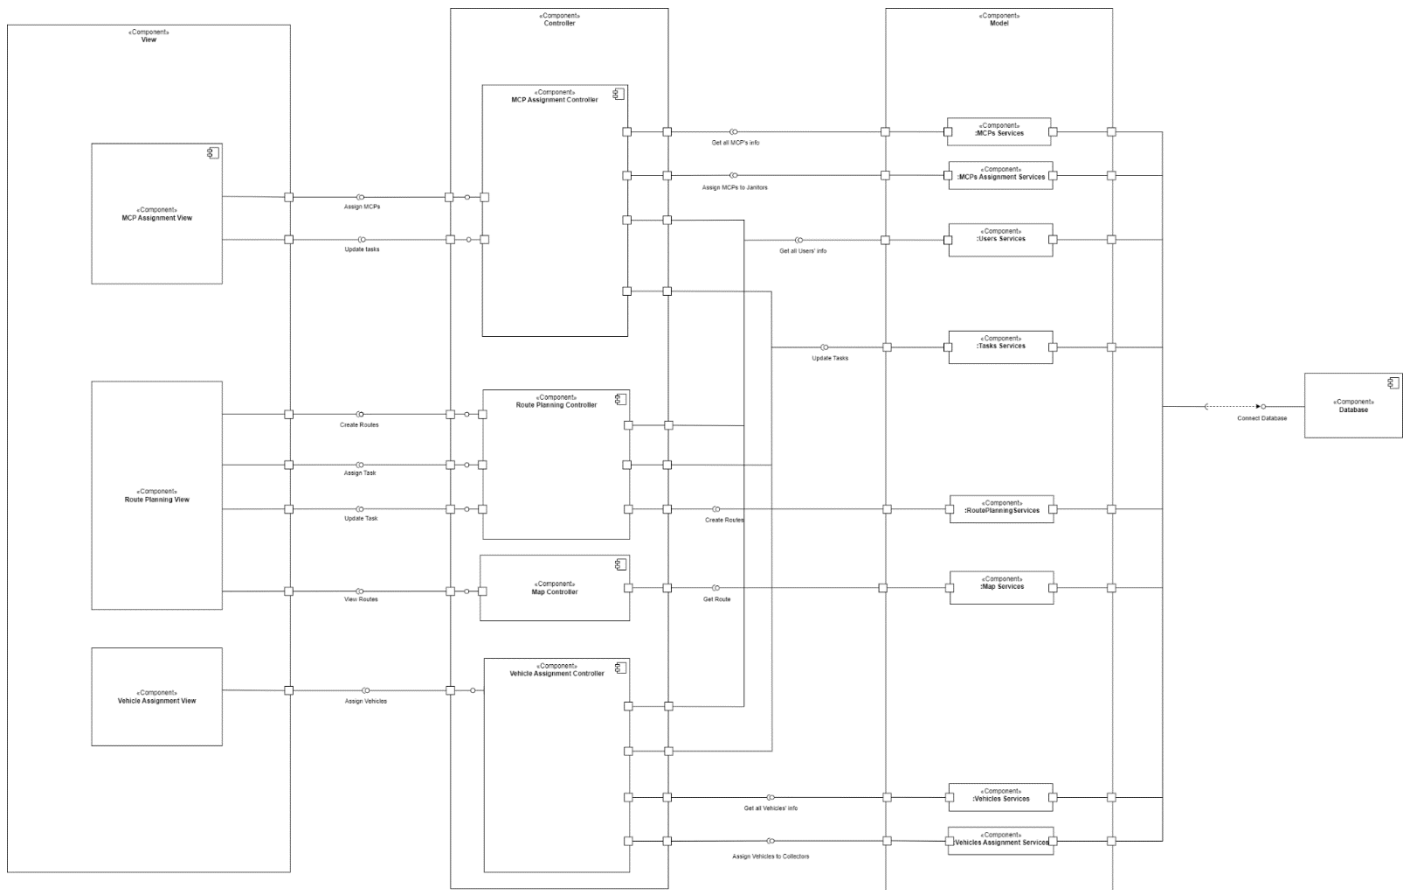 «Component»
View
«Component»
MCP Assignment View
«Component»
Route Planning View
«Component»
Vehicle Assignment View
Assign MCPs
Update tasks
Create Routes
Assign Task
Update Task
View Routes
Assign Vehicles
«Component»
Controller
«Component»
MCP Assignment Controller
«Component»
Route Planning Controller
«Component»
Map Controller
«Component»
Vehicle Assignment Controller
Get all MCP's info
Assign MCPs to Janitors
Get all Users' info
Update Tasks
Create Routes
Get Route
Get all Vehicles' info
Assign Vehicles to Collectors
«Component»
Model
«Component»
:MCPs Services
«Component»
:MCPs Assignment Services
«Component»
:Users Services
«Component»
:Tasks Services
«Component»
:RoutePlanningServices
«Component»
:Map Services
«Component»
:Vehicles Services
«Component»
Vehicles Assignment Services
Connect Database
«Component»
Database